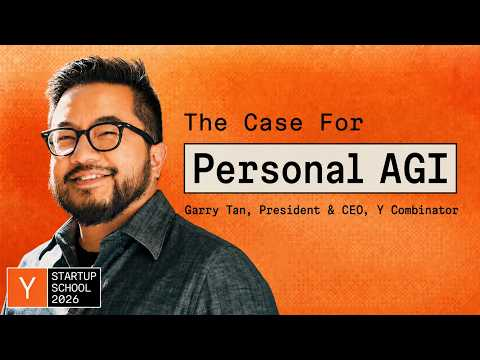 The Case For
Personal AGI
Garry Tan, President & CEO, Y Combinator
Y
STARTUP
SCHOOL
2026